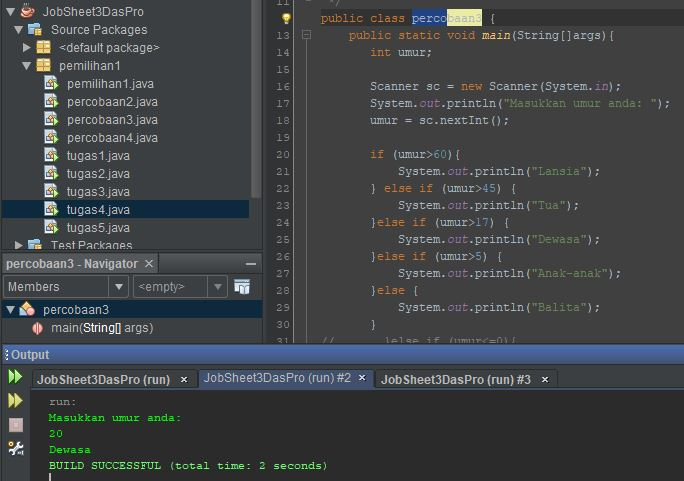 JobSheet3DasPro
Source Packages
<default package>
pemilihan1
pemilihan1.java
percobaan2.java
percobaan3.java
percobaan4.java
tugas1.java
tugas2.java
tugas3.java
tugas4.java
tugas5.java
Test Packages
percobaan3 - Navigator
Members
<empty>
percobaan3
main(String[] args)
11 */
public class percobaan3 {
13 public static void main(String[]args){
14 int umur;
15
16 Scanner sc = new Scanner(System.in);
17 System.out.println("Masukkan umur anda: ");
18 umur = sc.nextInt();
19
20 if (umur>60){
21 System.out.println("Lansia");
22 } else if (umur>45) {
23 System.out.println("Tua");
24 }else if (umur>17) {
25 System.out.println("Dewasa");
26 }else if (umur>5) {
27 System.out.println("Anak-anak");
28 }else {
29 System.out.println("Balita");
30 }
31 // }else if (umur<=0){
Output
JobSheet3DasPro (run)
JobSheet3DasPro (run) #2
JobSheet3DasPro (run) #3
run:
Masukkan umur anda:
20
Dewasa
BUILD SUCCESSFUL (total time: 2 seconds)